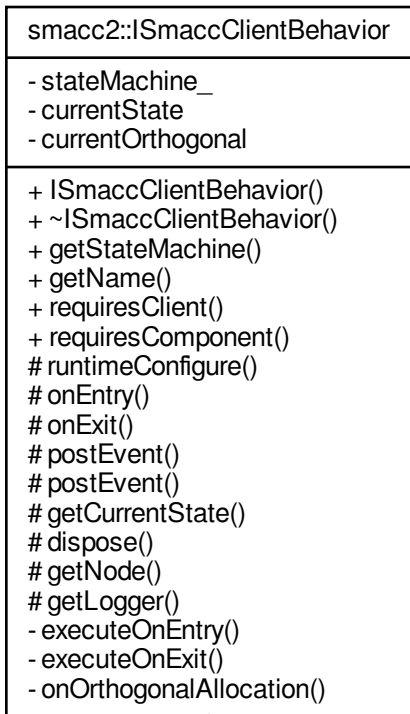 smacc2::ISmaccClientBehavior
- stateMachine_
- currentState
- currentOrthogonal
+ ISmaccClientBehavior()
+ ~ISmaccClientBehavior()
+ getStateMachine()
+ getName()
+ requiresClient()
+ requiresComponent()
# runtimeConfigure()
# onEntry()
# onExit()
# postEvent()
# postEvent()
# getCurrentState()
# dispose()
# getNode()
# getLogger()
- executeOnEntry()
- executeOnExit()
- onOrthogonalAllocation()